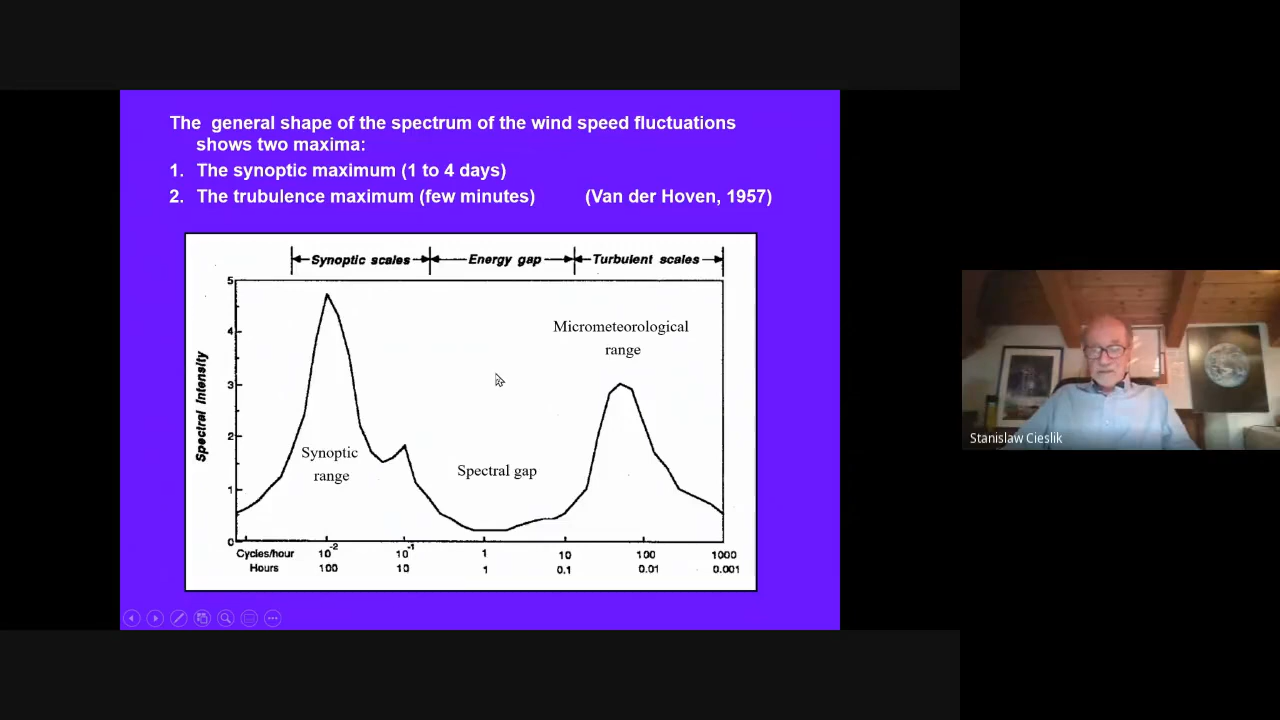 The general shape of the spectrum of the wind speed fluctuations
shows two maxima:
1. The synoptic maximum (1 to 4 days)
2. The trubulence maximum (few minutes) (Van der Hoven, 1957)
Synoptic scales Energy gap Turbulent scales
5
4
3
2
1
0
Spectral Intensity
Micrometeorological
range
Synoptic
range
Spectral gap
Cycles/hour 10-2 10-1 1 10 100 1000
Hours 100 10 1 0.1 0.01 0.001
Stanislaw Cieslik